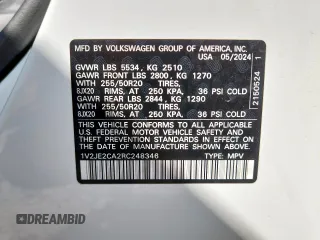 MFD BY VOLKSWAGEN GROUP OF AMERICA, INC.
USA 05/2024
GVWR LBS 5534, KG 2510
GAWR FRONT LBS 2800, KG 1270
WITH 255/50R20 TIRES,
8JX20 RIMS, AT 250 KPA, 36 PSI COLD
GAWR REAR LBS 2844, KG 1290
WITH 255/50R20 TIRES,
8JX20 RIMS, AT 250 KPA, 36 PSI COLD
THIS VEHICLE CONFORMS TO ALL APPLICABLE
FEDERAL MOTOR VEHICLE SAFETY, BUMPER, AND
THEFT PREVENTION STANDARDS IN EFFECT ON THE
DATE OF MANUFACTURE SHOWN ABOVE.
1V2JE2CA2RC248346 TYPE: MPV
2150524 1